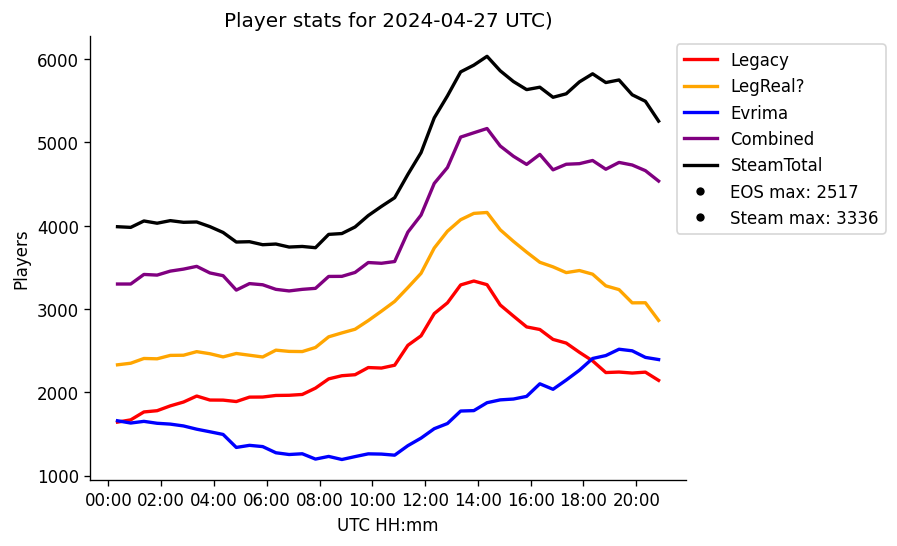 Player stats for 2024-04-27 UTC)
Players
6000
5000
4000
3000
2000
1000
00:00 02:00 04:00 06:00 08:00 10:00 12:00 14:00 16:00 18:00 20:00
UTC HH:mm
Legacy
LegReal?
Evrima
Combined
SteamTotal
EOS max: 2517
Steam max: 3336